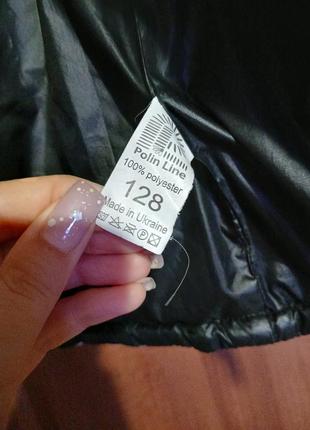 Polin Line
100% polyester
128
Made in Ukraine
P